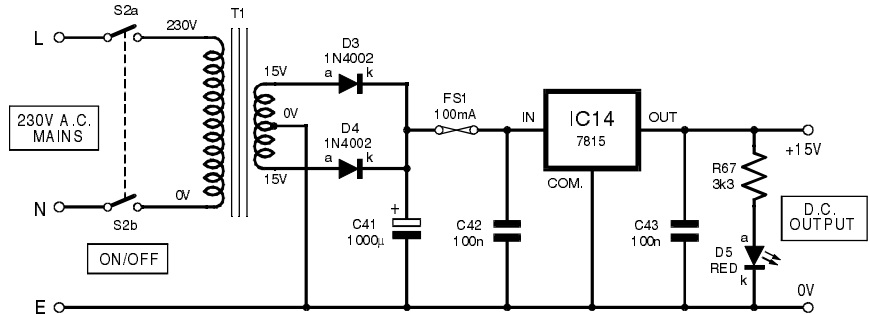 S2a
T1
L
230V
D3
1N4002
15V
a
k
FS1
100mA
0V
IN
IC14
7815
OUT
230V A.C.
MAINS
D4
1N4002
+15V
a
k
COM.
R67
3k3
N
0V
15V
S2b
+
C41
1000µ
C42
100n
C43
100n
D.C.
OUTPUT
a
D5
RED
k
ON/OFF
0V
E